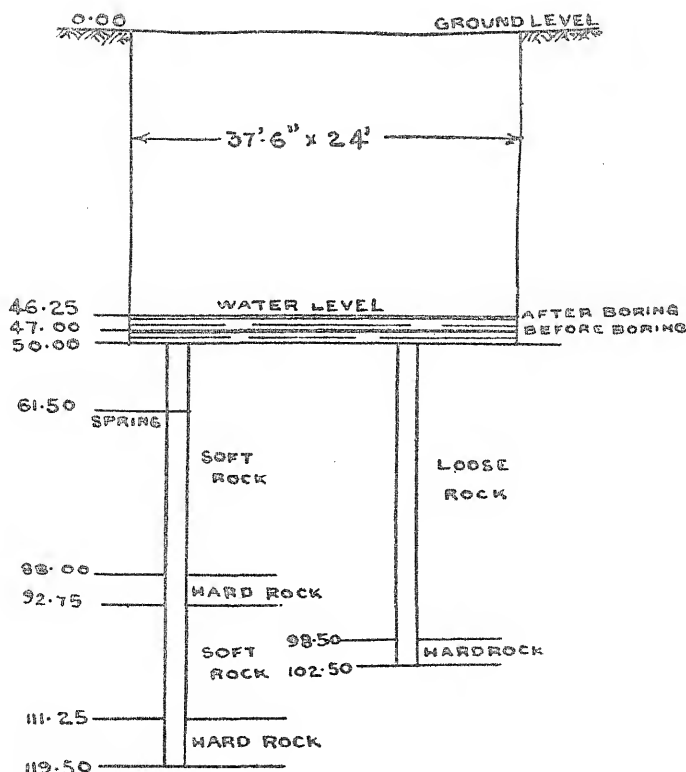 0.00 GROUND LEVEL
37'.6" x 24'
46.25 WATER LEVEL AFTER BORING
47.00 BEFORE BORING
50.00
61.50
SPRING
SOFT ROCK
LOOSE ROCK
88.00
HARD ROCK
92.75
98.50
SOFT ROCK
HARDROCK
102.50
111.25
HARD ROCK
119.50